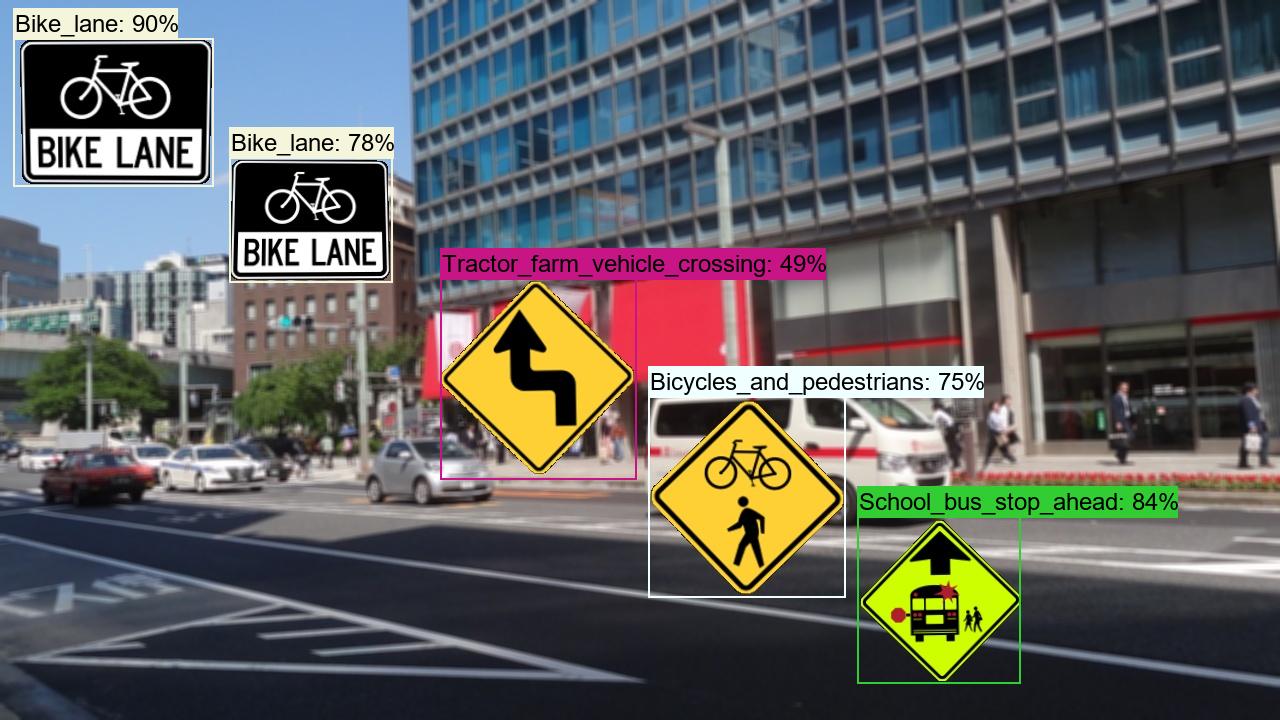 Bike_lane: 90%
BIKE LANE
Bike_lane: 78%
BIKE LANE
Tractor_farm_vehicle_crossing: 49%
Bicycles_and_pedestrians: 75%
School_bus_stop_ahead: 84%